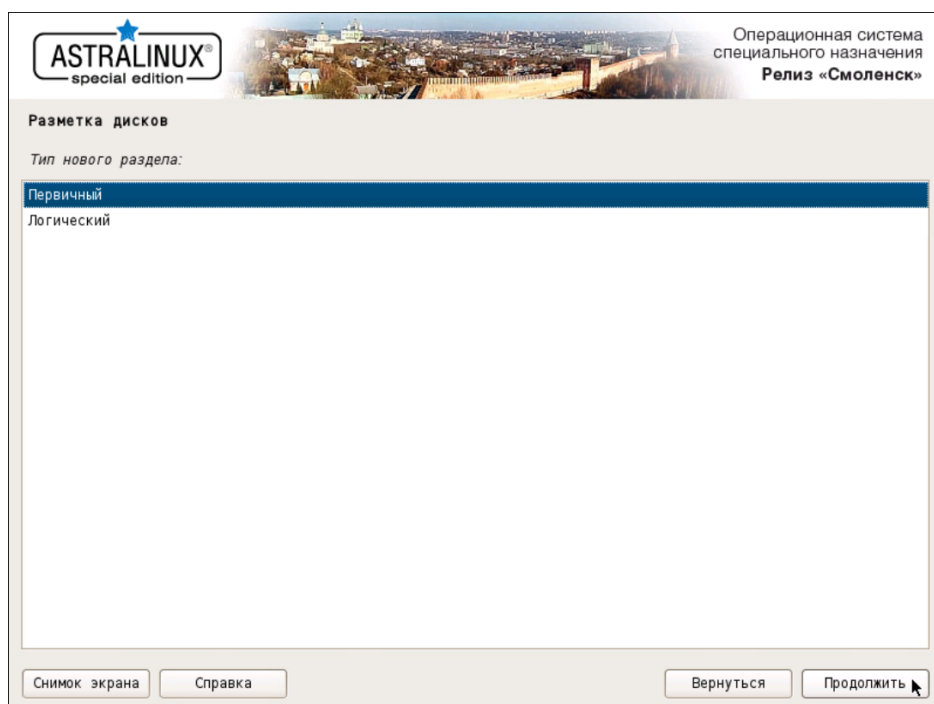 ASTRALINUX®
special edition
Операционная система
специального назначения
Релиз «Смоленск»
Разметка дисков
Тип нового раздела:
Первичный
Логический
Снимок экрана
Справка
Вернуться
Продолжить